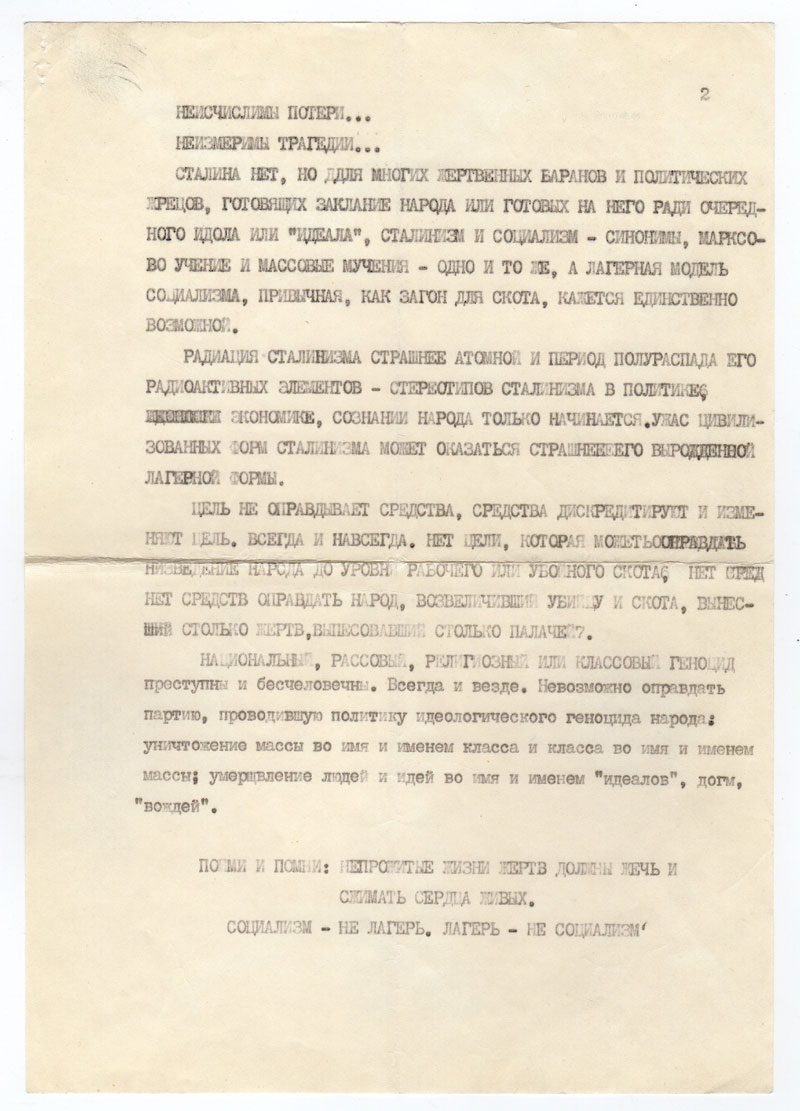 2
НЕИСЧИСЛИМЫ ПОТЕРИ...
НЕИЗМЕРИМЫ ТРАГЕДИИ...
СТАЛИНА НЕТ, НО ДДЛЯ МНОГИХ ЖЕРТВЕННЫХ БАРАНОВ И ПОЛИТИЧЕСКИХ
ЖРЕЦОВ, ГОТОВЯЩИХ ЗАКЛАНИЕ НАРОДА ИЛИ ГОТОВЫХ НА НЕГО РАДИ ОЧЕРЕД-
НОГО ИДОЛА ИЛИ "ИДЕАЛА", СТАЛИНИЗМ И СОЦИАЛИЗМ - СИНОНИМЫ, МАРКСО-
ВО УЧЕНИЕ И МАССОВЫЕ МУЧЕНИЯ - ОДНО И ТО ЖЕ, А ЛАГЕРНАЯ МОДЕЛЬ
СОЦИАЛИЗМА, ПРИВЫЧНАЯ, КАК ЗАГОН ДЛЯ СКОТА, КАЖЕТСЯ ЕДИНСТВЕННО
ВОЗМОЖНОЙ.
РАДИАЦИЯ СТАЛИНИЗМА СТРАШНЕЕ АТОМНОЙ И ПЕРИОД ПОЛУРАСПАДА ЕГО
РАДИОАКТИВНЫХ ЭЛЕМЕНТОВ - СТЕРЕОТИПОВ СТАЛИНИЗМА В ПОЛИТИКЕ,
ЭКОНОМИКЕ, СОЗНАНИИ НАРОДА ТОЛЬКО НАЧИНАЕТСЯ.УЖАС ЦИВИЛИ-
ЗОВАННЫХ ФОРМ СТАЛИНИЗМА МОЖЕТ ОКАЗАТЬСЯ СТРАШНЕЕ ЕГО ВЫРОЖДЕННОЙ
ЛАГЕРНОЙ ФОРМЫ.
ЦЕЛЬ НЕ ОПРАВДЫВАЕТ СРЕДСТВА, СРЕДСТВА ДИСКРЕДИТИРУЮТ И ИЗМЕ-
НЯЮТ ЦЕЛЬ. ВСЕГДА И НАВСЕГДА. НЕТ ЦЕЛИ, КОТОРАЯ МОЖЕТ ОПРАВДАТЬ
НИЗВЕДЕНИЕ НАРОДА ДО УРОВНЯ РАБОЧЕГО ИЛИ УБОЙНОГО СКОТА, НЕТ СРЕД
НЕТ СРЕДСТВ ОПРАВДАТЬ НАРОД, ВОЗВЕЛИЧИВШИЙ УБИЙЦУ И СКОТА, ВЫНЕС-
ШИЙ СТОЛЬКО ЖЕРТВ,ВЫПЕСОВАВШИЙ СТОЛЬКО ПАЛАЧЕЙ7.
НАЦИОНАЛЬНЫЙ, РАССОВЫЙ, РЕЛИГИОЗНЫЙ ИЛИ КЛАССОВЫЙ ГЕНОЦИД
преступны и бесчеловечны. Всегда и везде. Невозможно оправдать
партию, проводившую политику идеологического геноцида народа:
уничтожение массы во имя и именем класса и класса во имя и именем
массы; умерщвление людей и идей во имя и именем "идеалов", догм,
"вождей".
ПОЙМИ И ПОМНИ: НЕПРОЖИТЫЕ ЖИЗНИ ЖЕРТВ ДОЛЖНЫ ЖЕЧЬ И
СЖИМАТЬ СЕРДЦА ЖИВЫХ.
СОЦИАЛИЗМ - НЕ ЛАГЕРЬ. ЛАГЕРЬ - НЕ СОЦИАЛИЗМ'